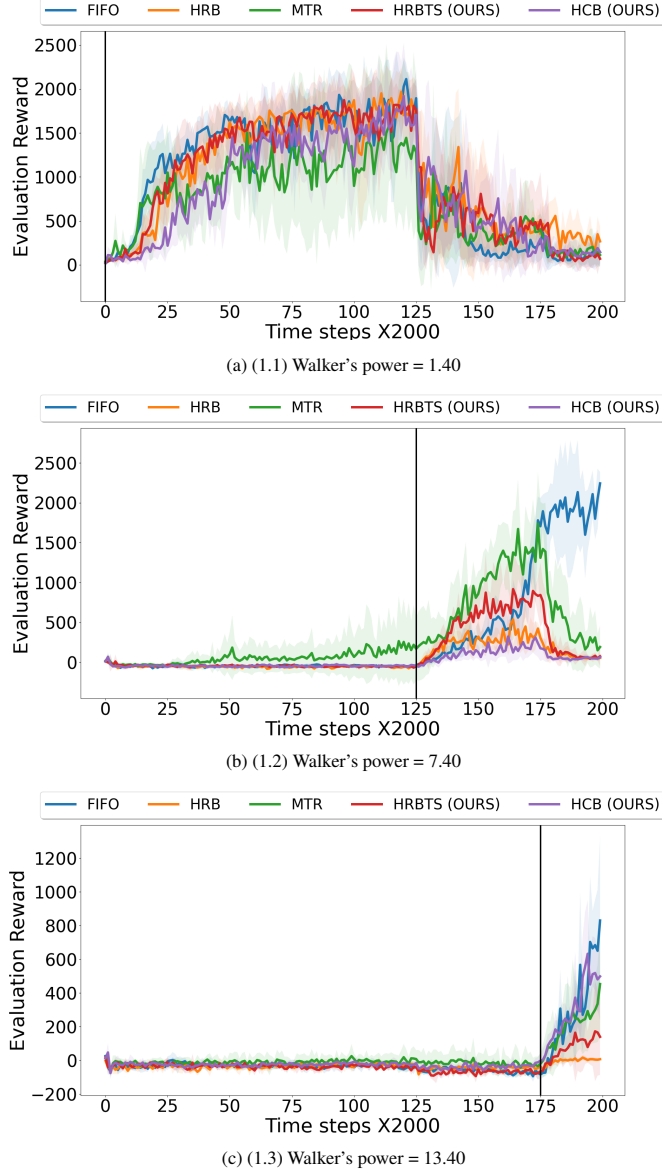 FIFO HRB MTR HRBTS (OURS) HCB (OURS)
Evaluation Reward
2500
2000
1500
1000
500
0
0 25 50 75 100 125 150 175 200
Time steps X2000
(a) (1.1) Walker's power = 1.40
FIFO HRB MTR HRBTS (OURS) HCB (OURS)
Evaluation Reward
2500
2000
1500
1000
500
0
0 25 50 75 100 125 150 175 200
Time steps X2000
(b) (1.2) Walker's power = 7.40
FIFO HRB MTR HRBTS (OURS) HCB (OURS)
Evaluation Reward
1200
1000
800
600
400
200
0
−200
0 25 50 75 100 125 150 175 200
Time steps X2000
(c) (1.3) Walker's power = 13.40